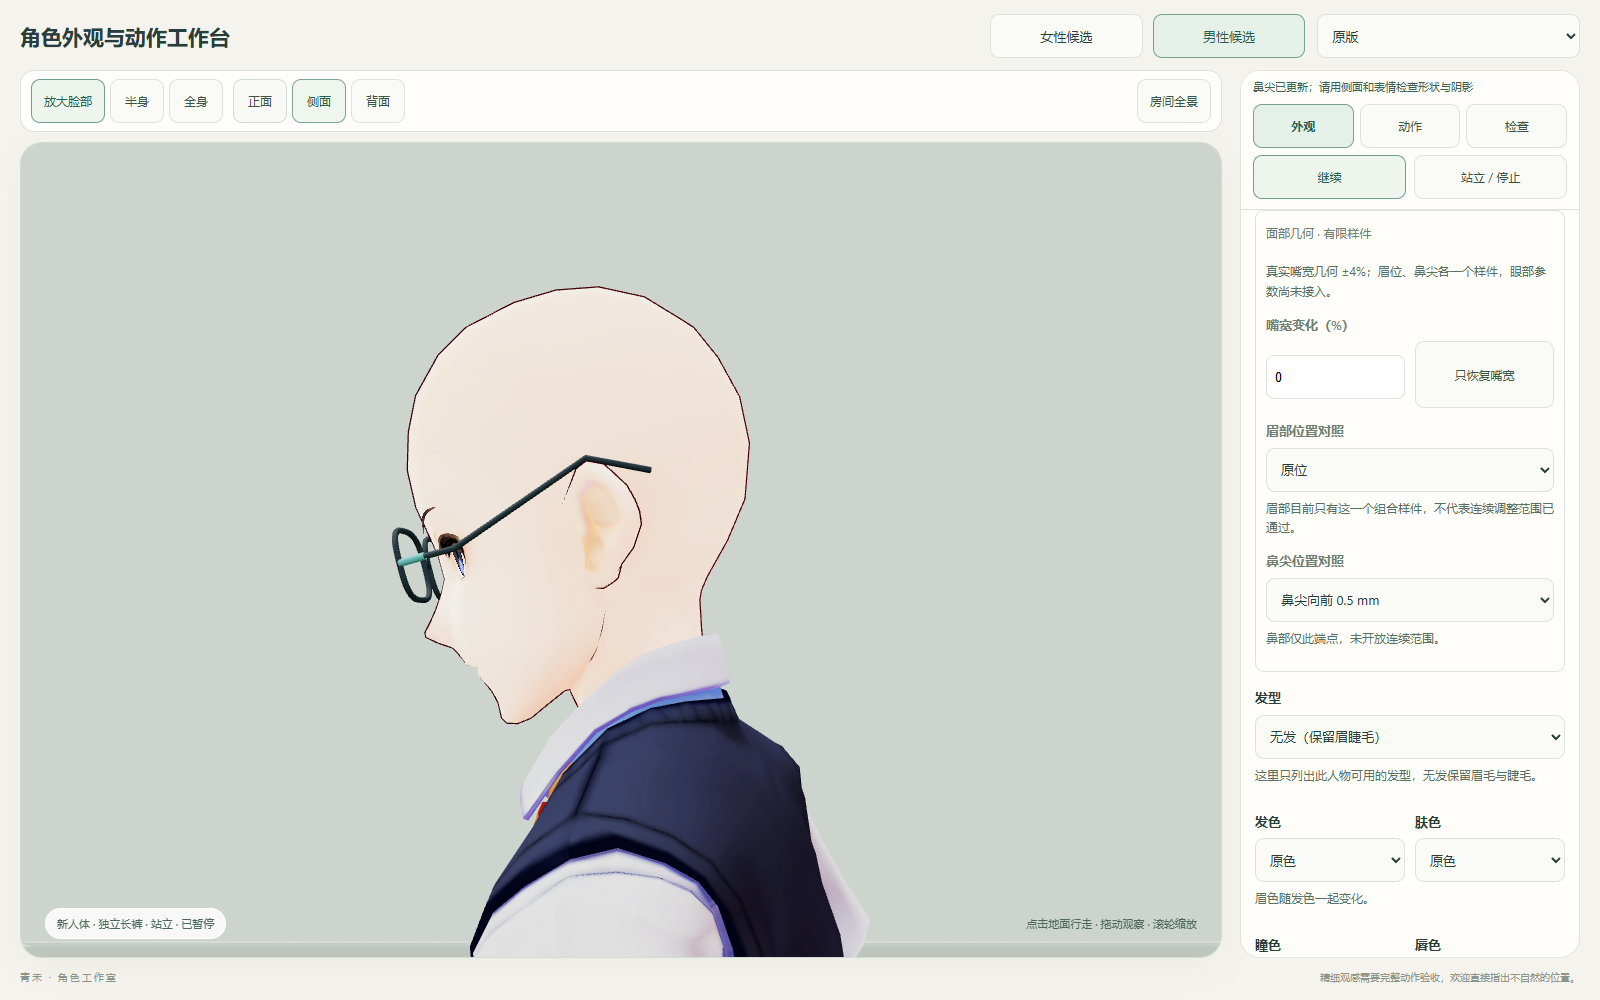 角色外观与动作工作台
女性候选
男性候选
原版
放大脸部
半身
全身
正面
侧面
背面
房间全景
鼻尖已更新；请用侧面和表情检查形状与阴影
外观
动作
检查
继续
站立 / 停止
面部几何 · 有限样件
真实嘴宽几何 ±4%；眉位、鼻尖各一个样件，眼部参
数尚未接入。
嘴宽变化（%）
0
只恢复嘴宽
眉部位置对照
原位
眉部目前只有这一个组合样件，不代表连续调整范围已
通过。
鼻尖位置对照
鼻尖向前 0.5 mm
鼻部仅此端点，未开放连续范围。
发型
无发（保留眉睫毛）
这里只列出此人物可用的发型，无发保留眉毛与睫毛。
发色
肤色
原色
原色
眉色随发色一起变化。
瞳色
唇色
新人体 · 独立长裤 · 站立 · 已暂停
点击地面行走 · 拖动观察 · 滚轮缩放
青禾 · 角色工作室
精细观感需要完整动作验收，欢迎直接指出不自然的位置。